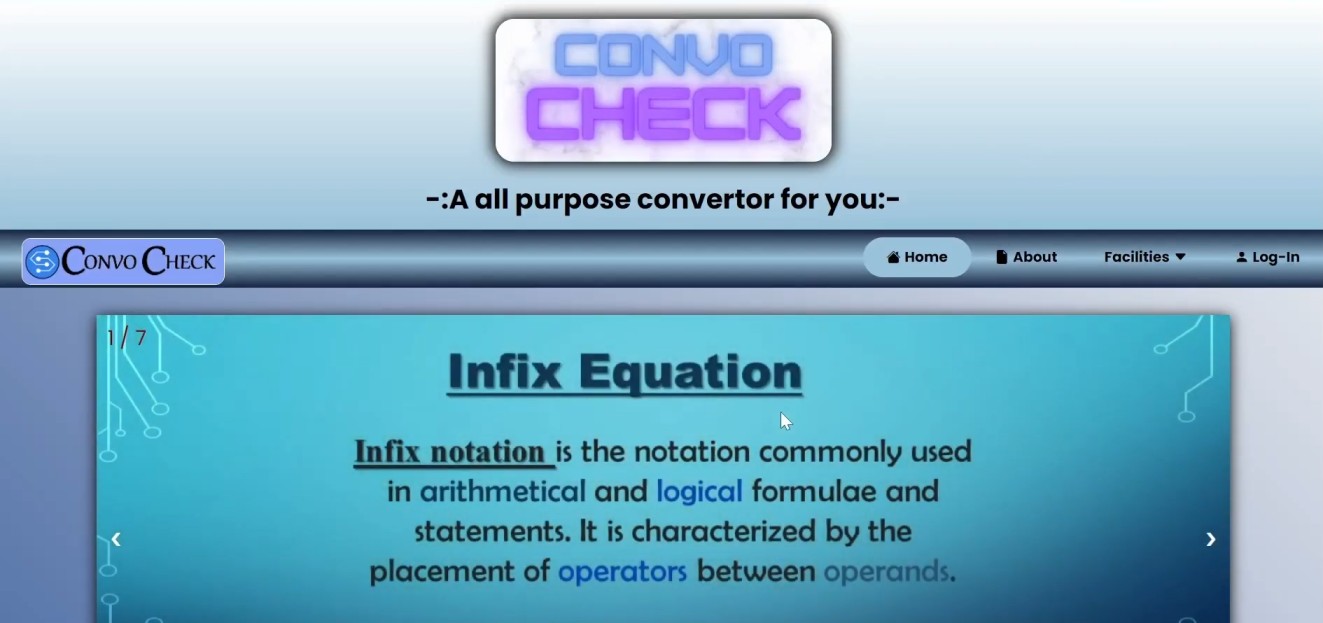 CONVO
CHECK
-:A all purpose convertor for you:-
CONVO CHECK
Home
About
Facilities
Log-In
1 / 7
Infix Equation
Infix notation is the notation commonly used
in arithmetical and logical formulae and
statements. It is characterized by the
placement of operators between operands.